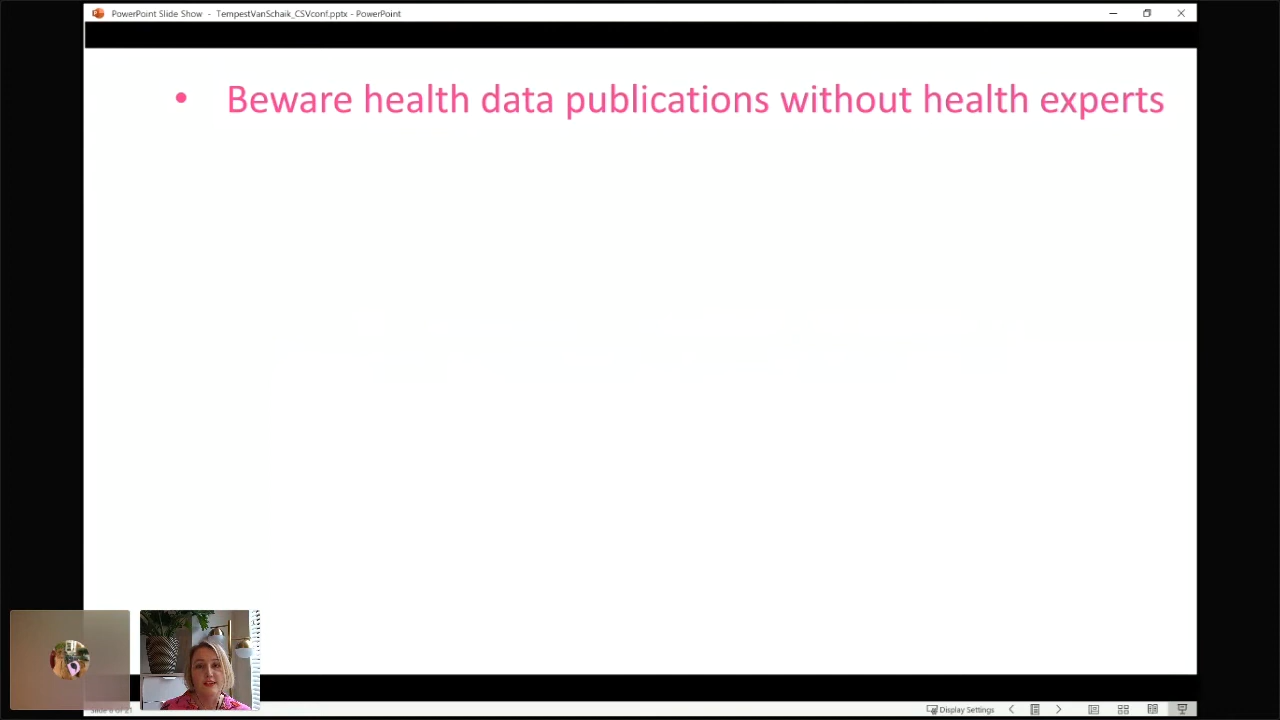 PowerPoint Slide Show - TempestVanSchaik_CSVconf.pptx - PowerPoint
• Beware health data publications without health experts
Display Settings